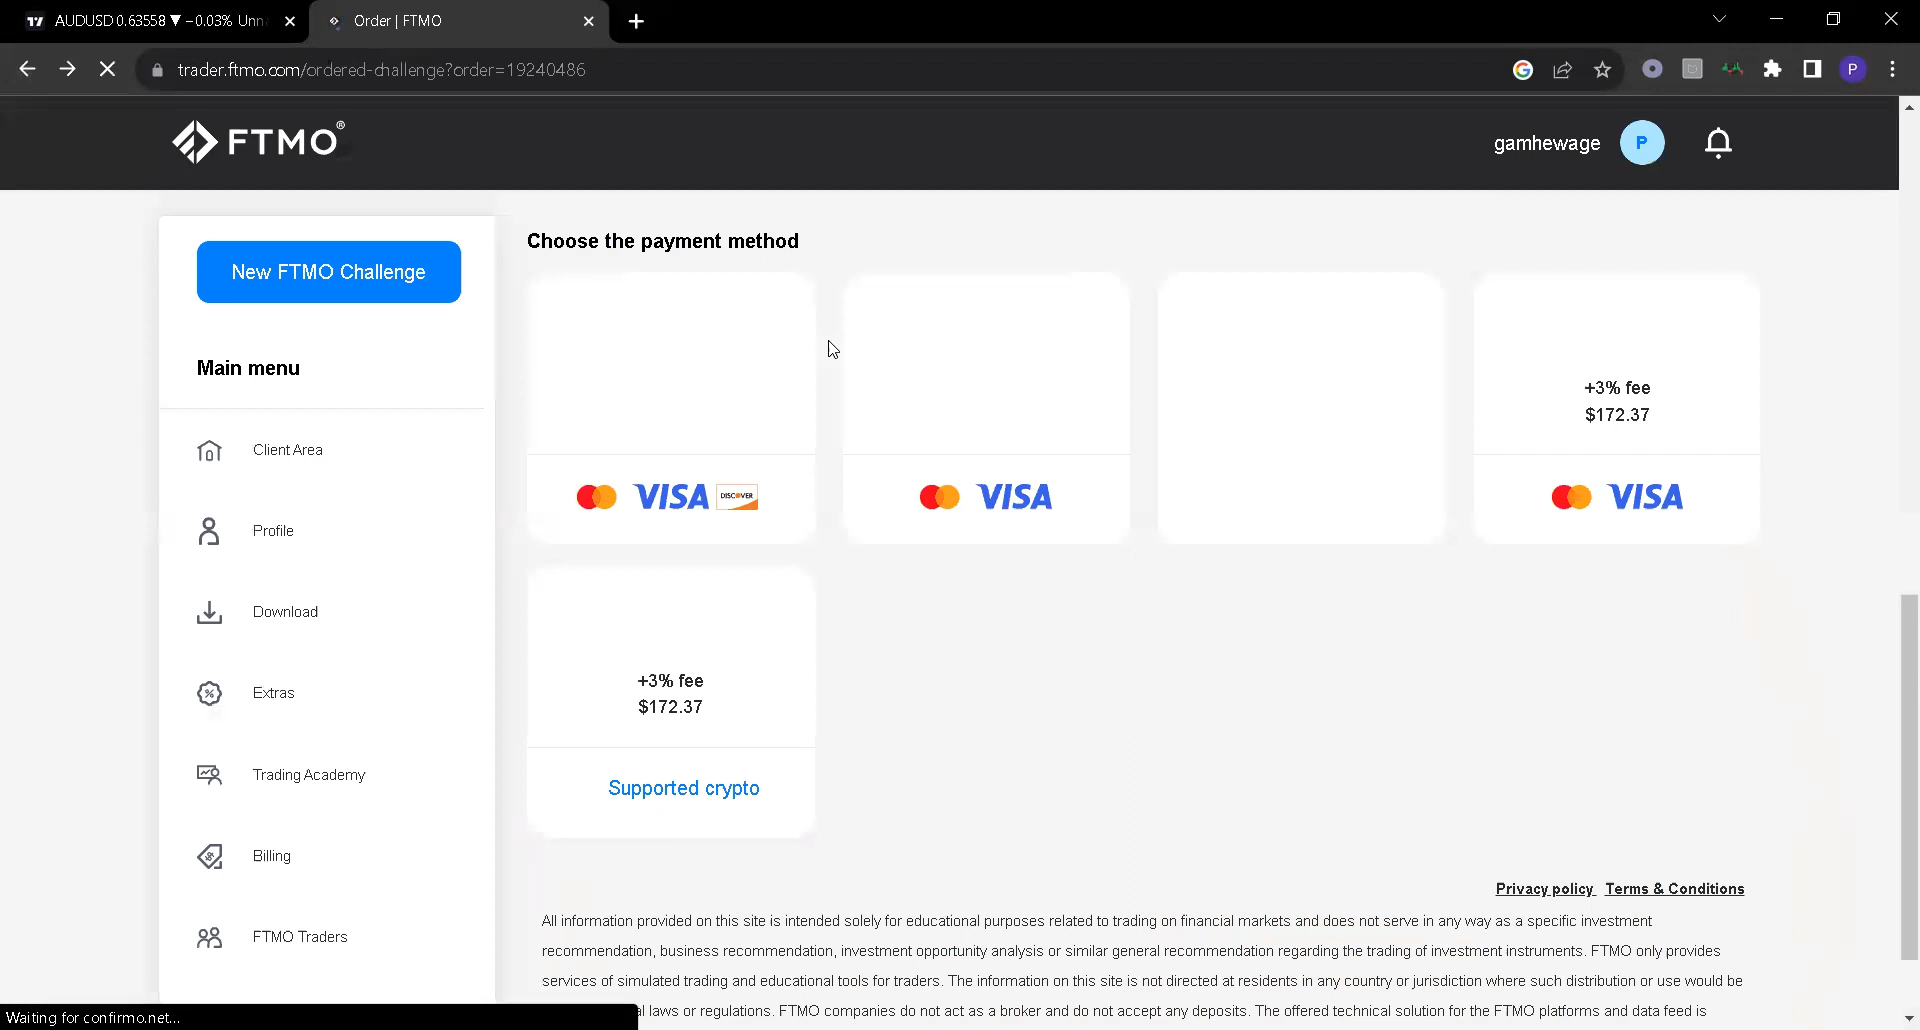 AUDUSD 0.63558 ▼ −0.03% Unn
Order | FTMO
trader.ftmo.com/ordered-challenge?order=19240486
P
FTMO®
gamhewage
P
New FTMO Challenge
Main menu
Client Area
Profile
Download
Extras
Trading Academy
Billing
FTMO Traders
Choose the payment method
VISA DISCOVER
VISA
+3% fee
$172.37
VISA
+3% fee
$172.37
Supported crypto
Privacy policy Terms & Conditions
All information provided on this site is intended solely for educational purposes related to trading on financial markets and does not serve in any way as a specific investment
recommendation, business recommendation, investment opportunity analysis or similar general recommendation regarding the trading of investment instruments. FTMO only provides
services of simulated trading and educational tools for traders. The information on this site is not directed at residents in any country or jurisdiction where such distribution or use would be
al laws or regulations. FTMO companies do not act as a broker and do not accept any deposits. The offered technical solution for the FTMO platforms and data feed is
Waiting for confirmo.net...